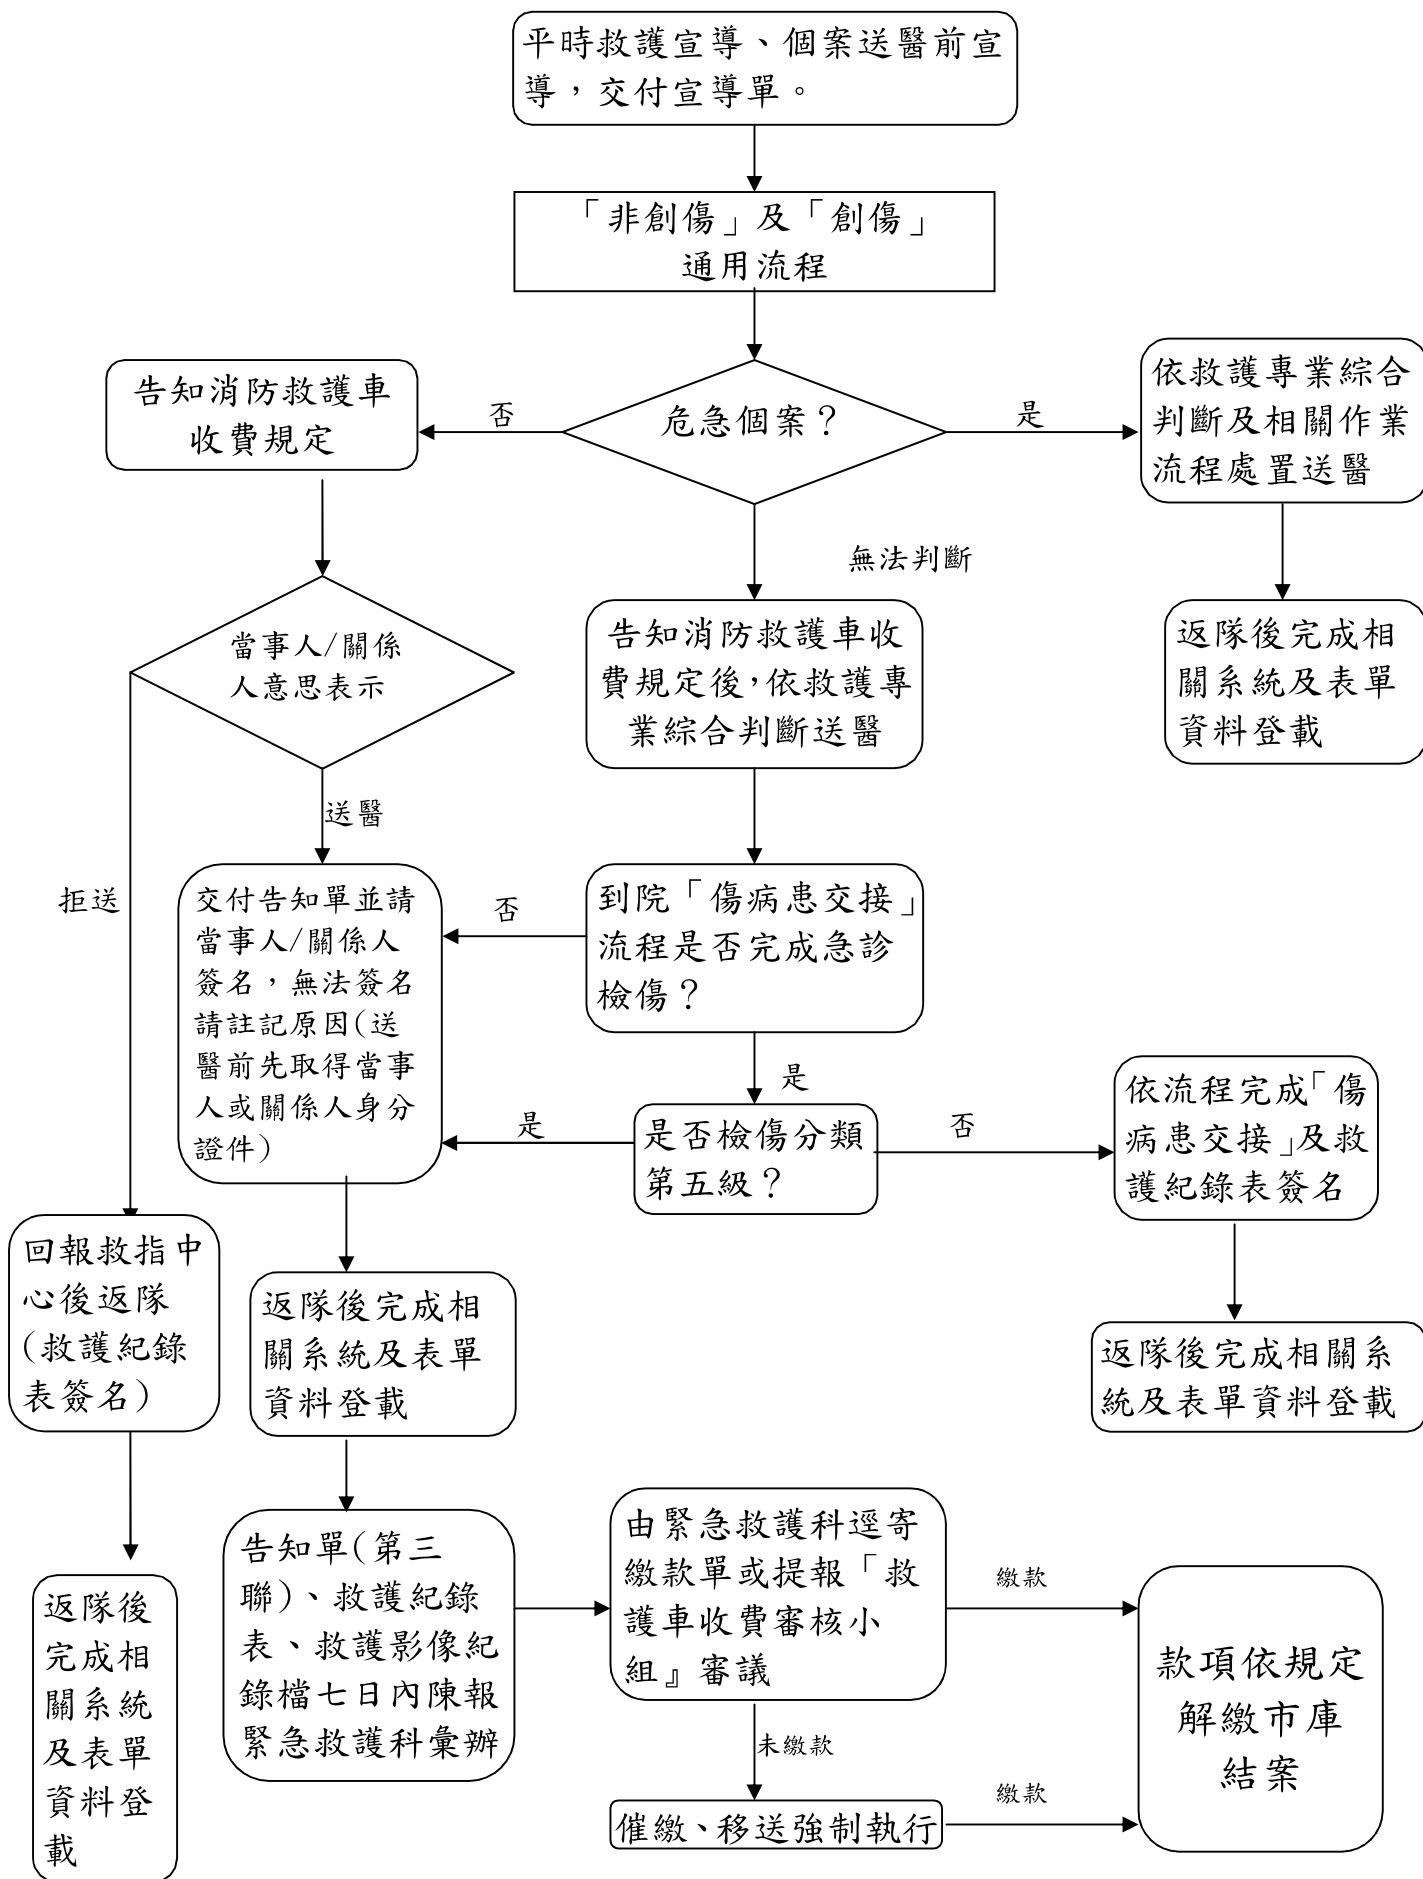 平時救護宣導、個案送醫前宣
導，交付宣導單。
「非創傷」及「創傷」
通用流程
告知消防救護車
收費規定
否
危急個案？
是
依救護專業綜合
判斷及相關作業
流程處置送醫
無法判斷
當事人/關係
人意思表示
告知消防救護車收
費規定後，依救護專
業綜合判斷送醫
返隊後完成相
關系統及表單
資料登載
送醫
拒送
交付告知單並請
當事人/關係人
簽名，無法簽名
請註記原因(送
醫前先取得當事
人或關係人身分
證件)
否
到院「傷病患交接」
流程是否完成急診
檢傷？
是
是
是否檢傷分類
第五級？
否
依流程完成「傷
病患交接」及救
護紀錄表簽名
回報救指中
心後返隊
(救護紀錄
表簽名)
返隊後完成相
關系統及表單
資料登載
返隊後完成相關系
統及表單資料登載
返隊後
完成相
關系統
及表單
資料登
載
告知單(第三
聯)、救護紀錄
表、救護影像紀
錄檔七日內陳報
緊急救護科彙辦
由緊急救護科逕寄
繳款單或提報「救
護車收費審核小
組』審議
繳款
款項依規定
解繳市庫
結案
未繳款
催繳、移送強制執行
繳款